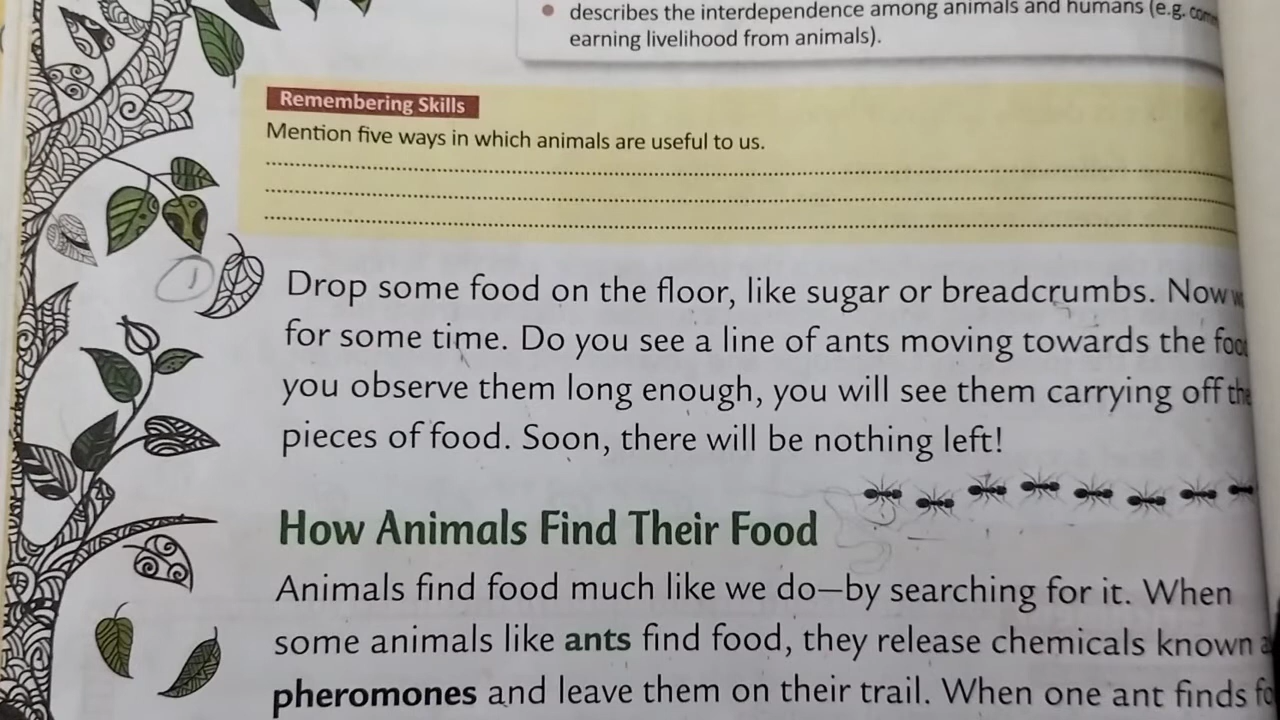 describes the interdependence among animals and humans (e.g.
earning livelihood from animals).
Remembering Skills
Mention five ways in which animals are useful to us.
1
Drop some food on the floor, like sugar or breadcrumbs. Now
for some time. Do you see a line of ants moving towards the
you observe them long enough, you will see them carrying off the
pieces of food. Soon, there will be nothing left!
How Animals Find Their Food
Animals find food much like we do—by searching for it. When
some animals like ants find food, they release chemicals known
pheromones and leave them on their trail. When one ant finds